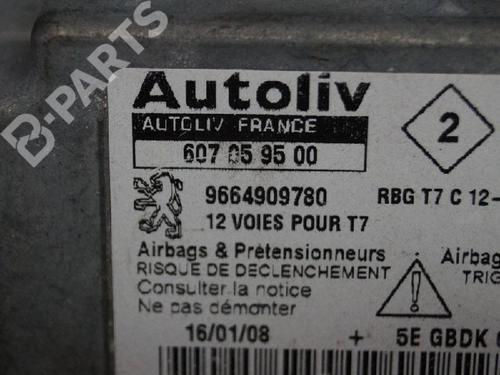 B-PARTS
Autoliv
AUTOLIV FRANCE
607 05 95 00
2
9664909780
RBG T7 C 12-
12 VOIES POUR T7
Airbags & Prétensionneurs
Airbag
RISQUE DE DECLENCHEMENT
TRIG
Consulter la notice
Ne pas démonter
16/01/08 + 5E GBDK